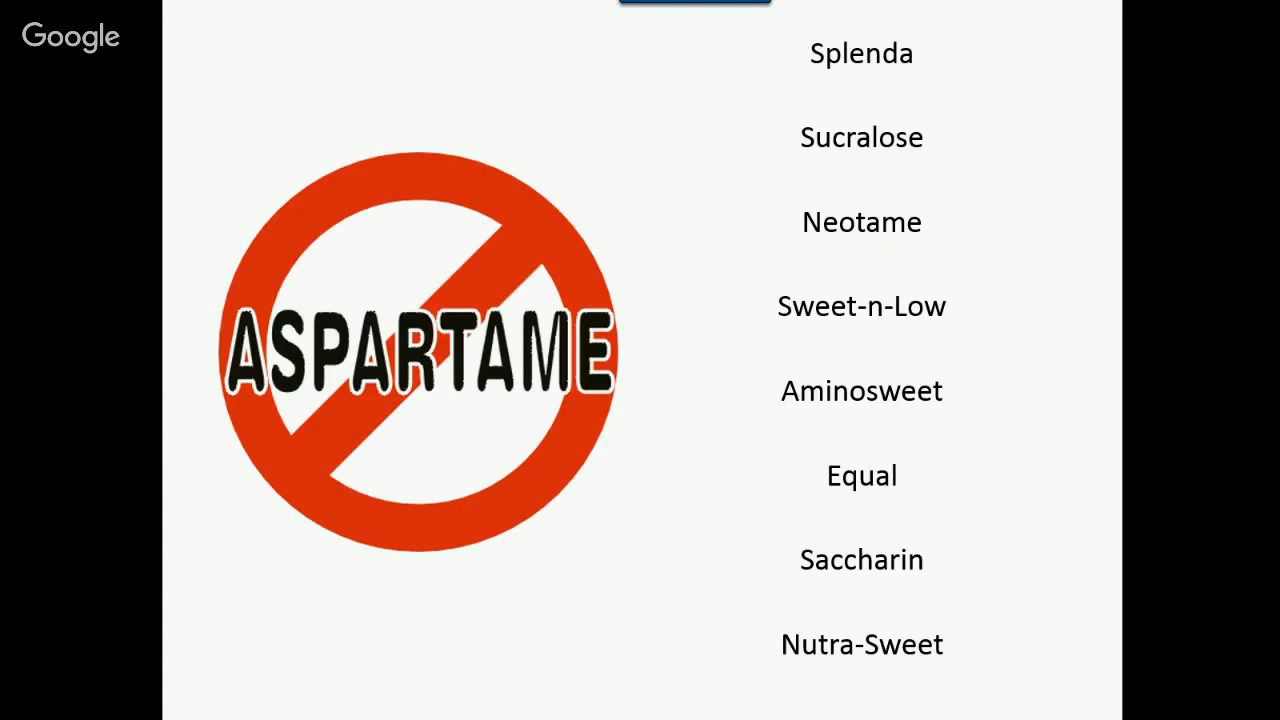 Google
Splenda
Sucralose
Neotame
Sweet-n-Low
Aminosweet
Equal
Saccharin
Nutra-Sweet
ASPARTAME